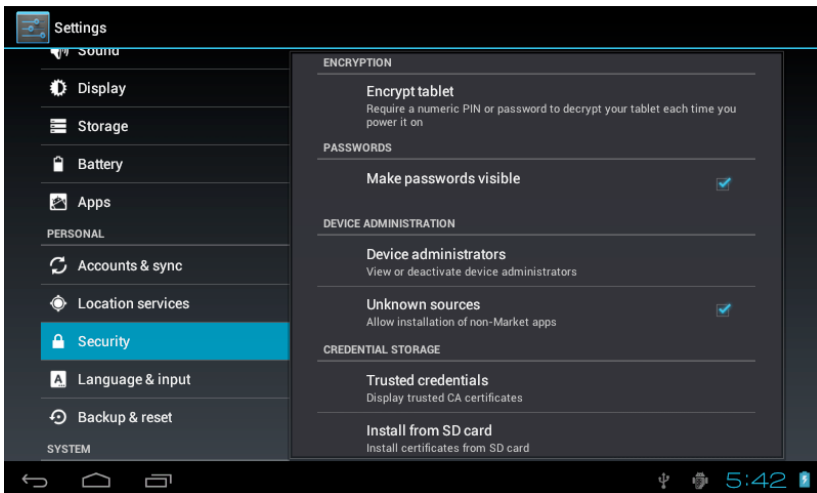 Settings
Sound
Display
Storage
Battery
Apps
PERSONAL
Accounts & sync
Location services
Security
Language & input
Backup & reset
SYSTEM
ENCRYPTION
Encrypt tablet
Require a numeric PIN or password to decrypt your tablet each time you
power it on
PASSWORDS
Make passwords visible
DEVICE ADMINISTRATION
Device administrators
View or deactivate device administrators
Unknown sources
Allow installation of non-Market apps
CREDENTIAL STORAGE
Trusted credentials
Display trusted CA certificates
Install from SD card
Install certificates from SD card
5:42